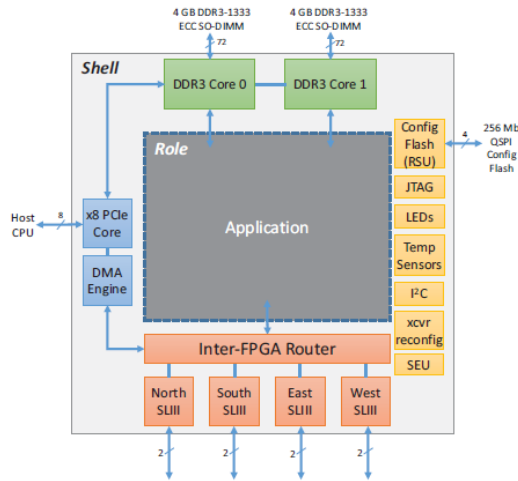 4 GB DDR3-1333
ECC SO-DIMM
4 GB DDR3-1333
ECC SO-DIMM
72
72
Shell
DDR3 Core 0
DDR3 Core 1
Role
Application
Config
Flash
(RSU)
4
256 Mb
QSPI
Config
Flash
JTAG
LEDs
Temp
Sensors
I²C
xcvr
reconfig
SEU
Host
CPU
8
x8 PCIe
Core
DMA
Engine
Inter-FPGA Router
North
SLIII
South
SLIII
East
SLIII
West
SLIII
2
2
2
2